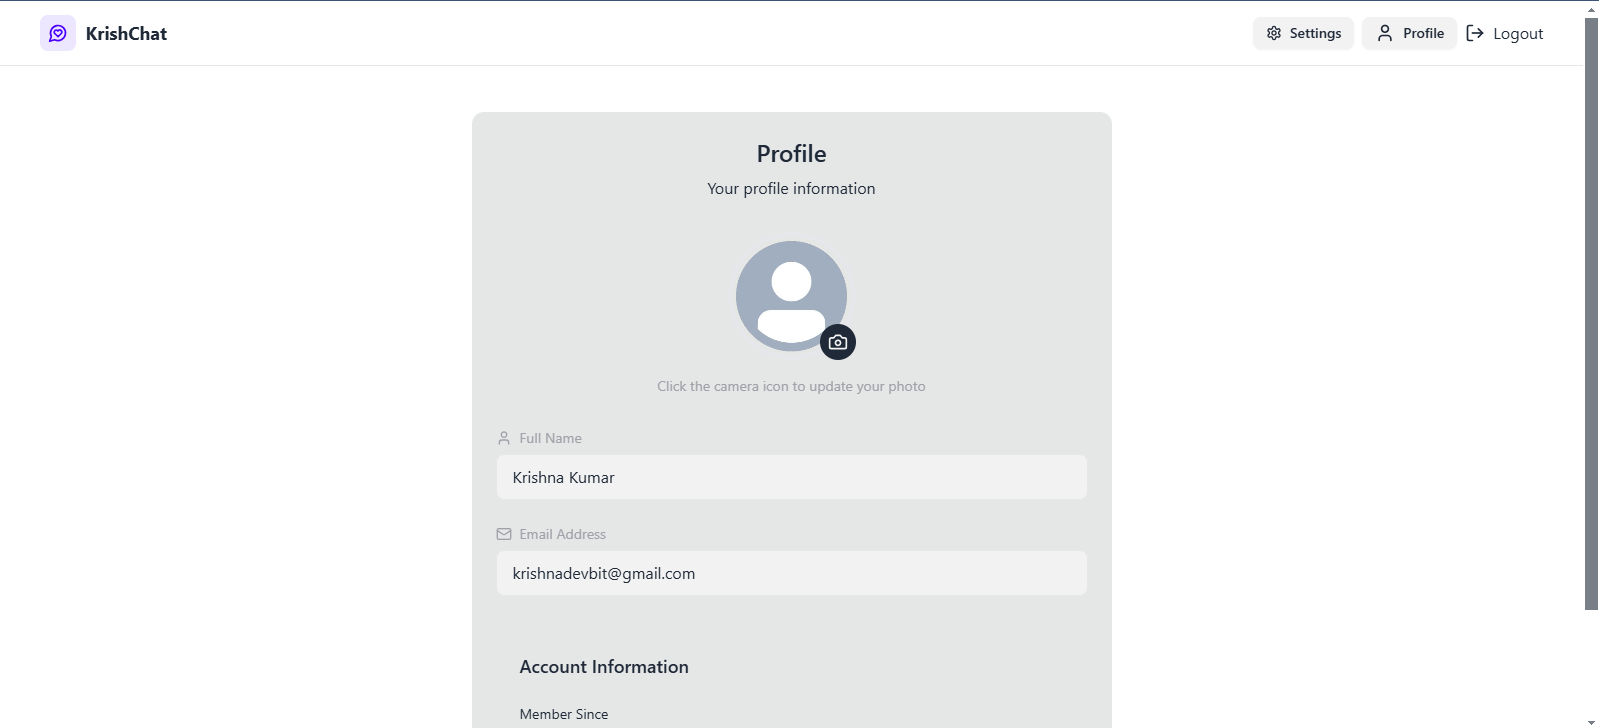 KrishChat
Settings
Profile
Logout
Profile
Your profile information
Click the camera icon to update your photo
Full Name
Krishna Kumar
Email Address
krishnadevbit@gmail.com
Account Information
Member Since